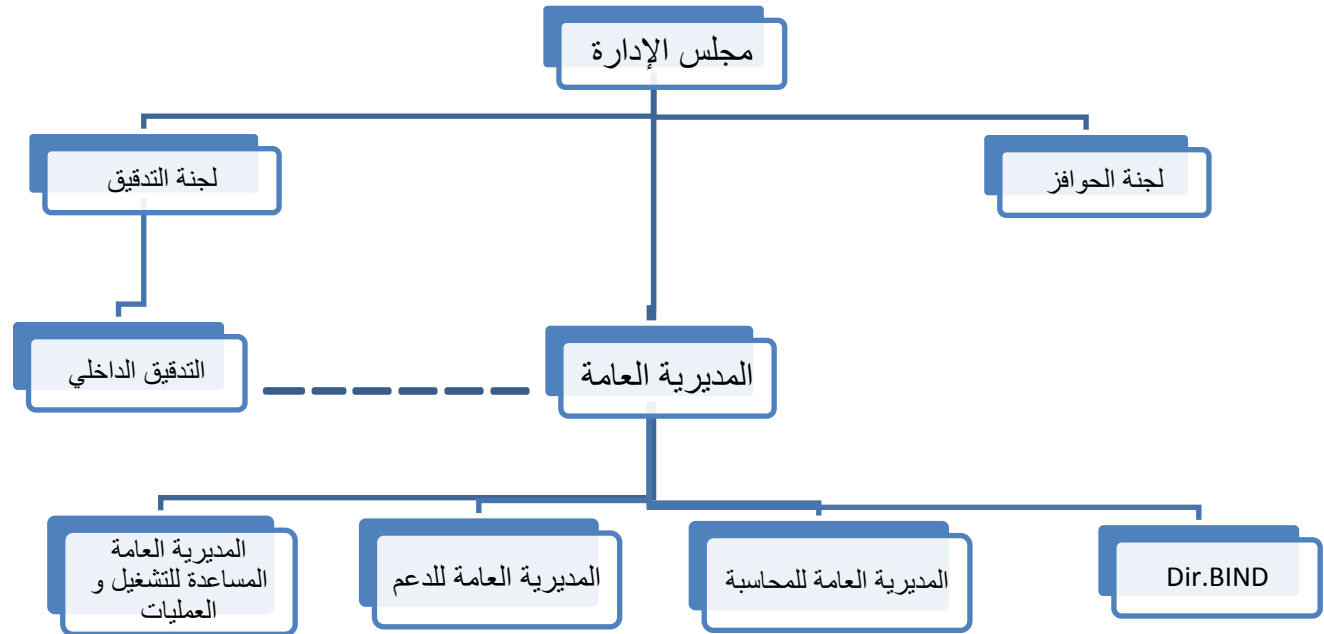 مجلس الإدارة
لجنة الحوافز
لجنة التدقيق
المديرية العامة
التدقيق الداخلي
Dir.BIND
المديرية العامة للمحاسبة
المديرية العامة للدعم
المديرية العامة
المساعدة للتشغيل و
العمليات